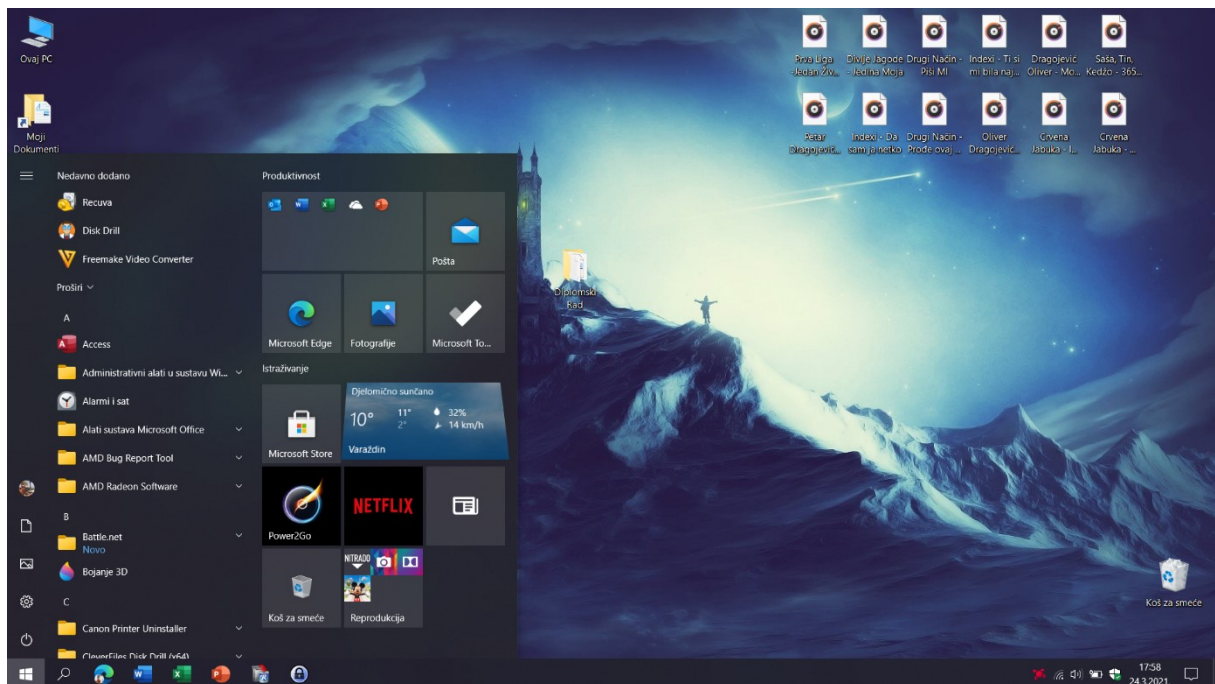 Ovaj PC
Moji
Dokumenti
Prva Liga
- Jedan Živ...
Divlje Jagode
- Jedina Moja
Drugi Način -
Piši MI
Indexi - Ti si
mi bila naj...
Dragojević
Oliver - Mo...
Saša, Tin,
Kedžo - 365...
Petar
Dragojević...
Indexi - Da
sam ja netko
Drugi Način -
Prođe ovaj ...
Oliver
Dragojević...
Crvena
Jabuka - I...
Crvena
Jabuka - ...
Nedavno dodano
Recuva
Disk Drill
Freemake Video Converter
Proširi
A
Access
Administrativni alati u sustavu Wi...
Alarmi i sat
Alati sustava Microsoft Office
AMD Bug Report Tool
AMD Radeon Software
B
Battle.net
Novo
Bojanje 3D
C
Canon Printer Uninstaller
CleverFiles Disk Drill (x64)
Produktivnost
Pošta
Microsoft Edge
Fotografije
Microsoft To...
Istraživanje
Microsoft Store
Djelomično sunčano
10°
11°
2°
32%
14 km/h
Varaždin
Power2Go
NETFLIX
Koš za smeće
NITRADO
Reprodukcija
Diplomski
Rad
Koš za smeće
17:58
24.3.2021.